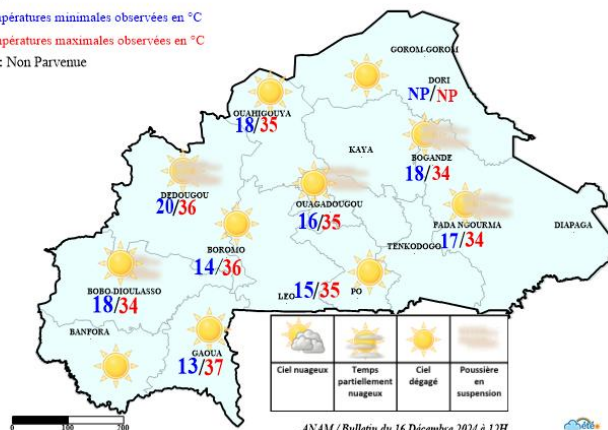 pératures minimales observées en °C
pératures maximales observées en °C
: Non Parvenue
GOROM-GOROM
DORI
NP/NP
OUAHIGOUYA
18/35
KAYA
BOGANDE
18/34
DEDOUGOU
20/36
OUAGADOUGOU
16/35
FADA NGOURMA
17/34
DIAPAGA
TENKODOGO
BOROMO
14/36
BOBO-DIOULASSO
18/34
LEO
15/35
PO
BANFORA
GAOUA
13/37
Ciel nuageux
Temps partiellement nuageux
Ciel dégagé
Poussière en suspension
0 100 200
ANAM / Bulletin du 16 Décembre 2024 à 12H